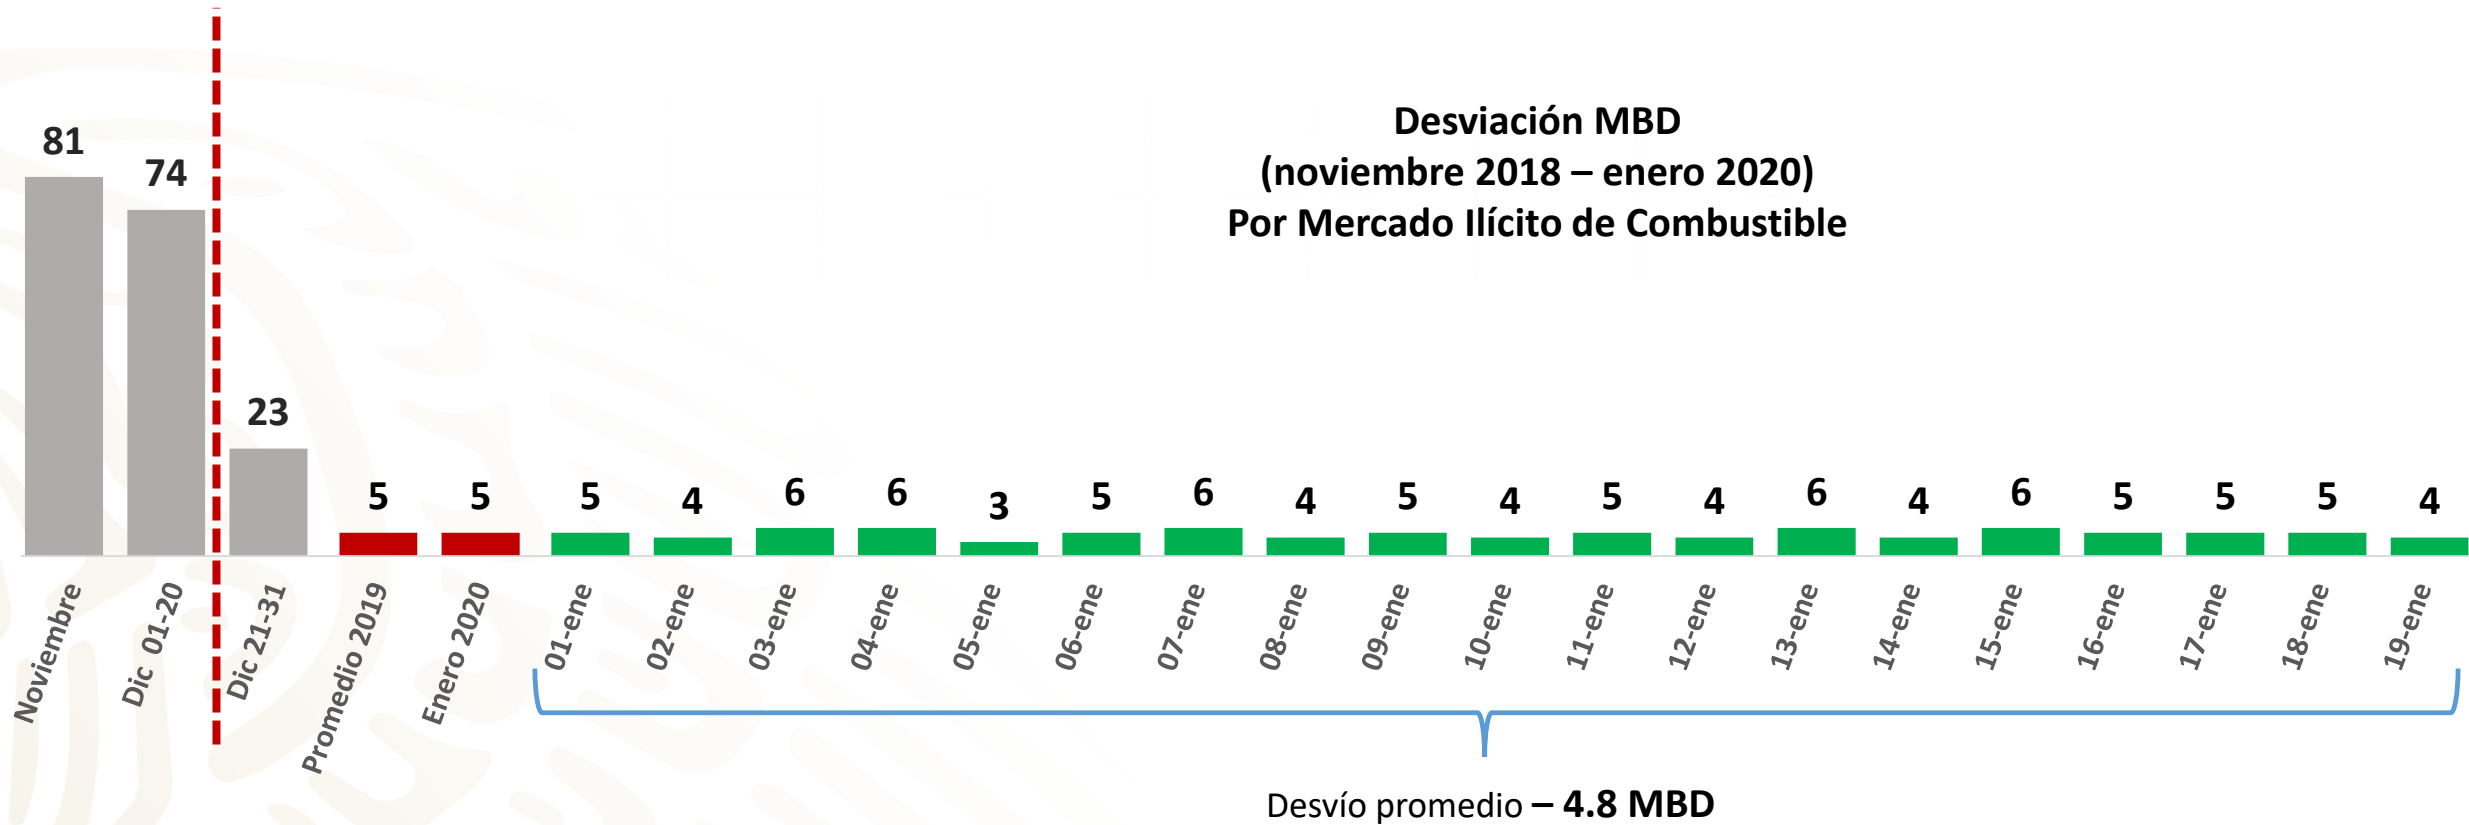 Desviación MBD
(noviembre 2018 – enero 2020)
Por Mercado Ilícito de Combustible
81
74
23
5
5
5
4
6
6
3
5
6
4
5
4
5
4
6
4
6
5
5
5
4
Noviembre
Dic 01-20
Dic 21-31
Promedio 2019
Enero 2020
01-ene
02-ene
03-ene
04-ene
05-ene
06-ene
07-ene
08-ene
09-ene
10-ene
11-ene
12-ene
13-ene
14-ene
15-ene
16-ene
17-ene
18-ene
19-ene
Desvío promedio – 4.8 MBD